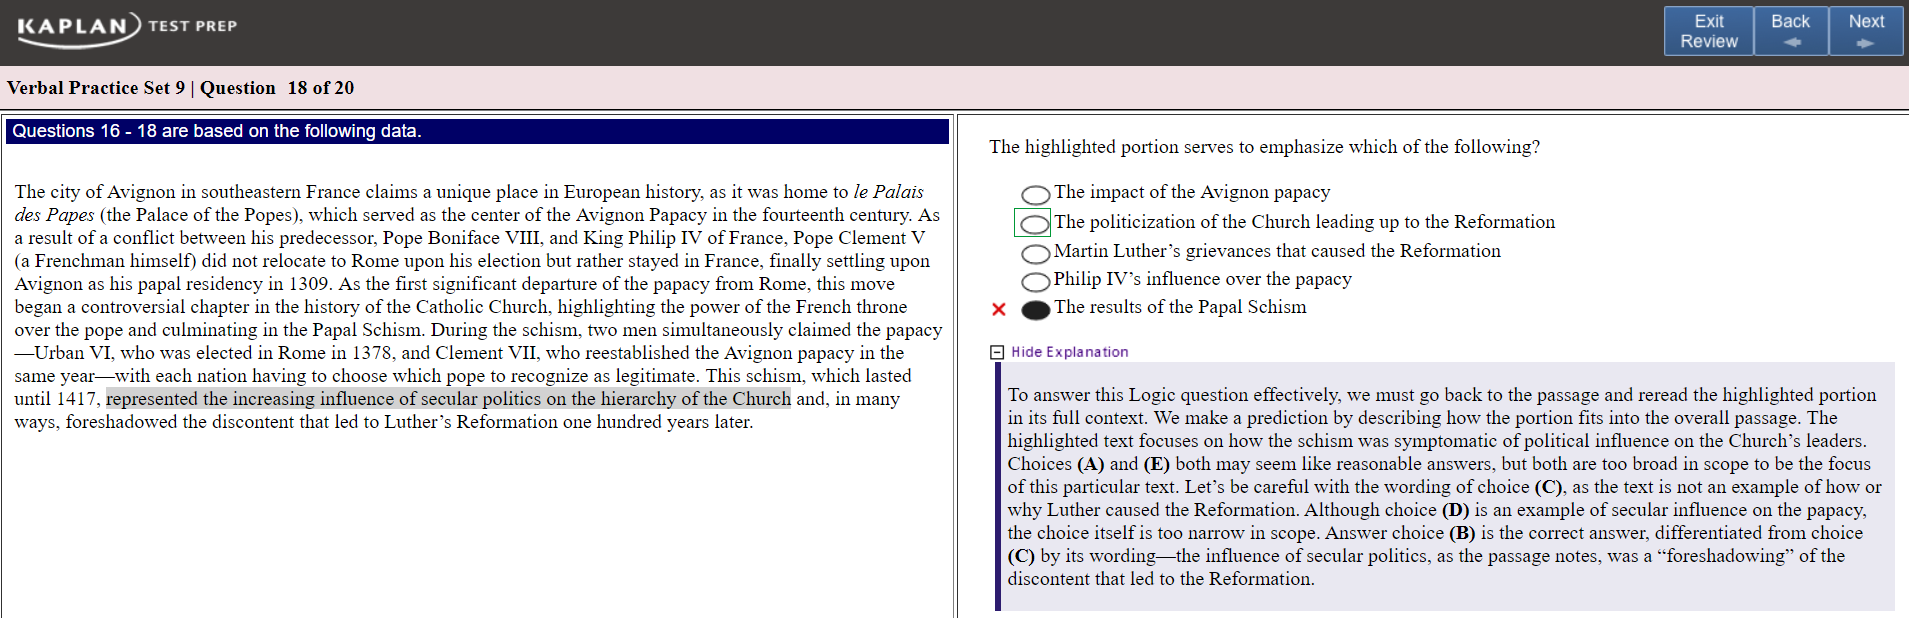 KAPLAN TEST PREP
Exit Review
Back
Next
Verbal Practice Set 9 | Question 18 of 20
Questions 16 - 18 are based on the following data.
The city of Avignon in southeastern France claims a unique place in European history, as it was home to le Palais
des Papes (the Palace of the Popes), which served as the center of the Avignon Papacy in the fourteenth century. As
a result of a conflict between his predecessor, Pope Boniface VIII, and King Philip IV of France, Pope Clement V
(a Frenchman himself) did not relocate to Rome upon his election but rather stayed in France, finally settling upon
Avignon as his papal residency in 1309. As the first significant departure of the papacy from Rome, this move
began a controversial chapter in the history of the Catholic Church, highlighting the power of the French throne
over the pope and culminating in the Papal Schism. During the schism, two men simultaneously claimed the papacy
—Urban VI, who was elected in Rome in 1378, and Clement VII, who reestablished the Avignon papacy in the
same year—with each nation having to choose which pope to recognize as legitimate. This schism, which lasted
until 1417, represented the increasing influence of secular politics on the hierarchy of the Church and, in many
ways, foreshadowed the discontent that led to Luther's Reformation one hundred years later.
The highlighted portion serves to emphasize which of the following?
The impact of the Avignon papacy
The politicization of the Church leading up to the Reformation
Martin Luther's grievances that caused the Reformation
Philip IV's influence over the papacy
The results of the Papal Schism
Hide Explanation
To answer this Logic question effectively, we must go back to the passage and reread the highlighted portion
in its full context. We make a prediction by describing how the portion fits into the overall passage. The
highlighted text focuses on how the schism was symptomatic of political influence on the Church's leaders.
Choices (A) and (E) both may seem like reasonable answers, but both are too broad in scope to be the focus
of this particular text. Let's be careful with the wording of choice (C), as the text is not an example of how or
why Luther caused the Reformation. Although choice (D) is an example of secular influence on the papacy,
the choice itself is too narrow in scope. Answer choice (B) is the correct answer, differentiated from choice
(C) by its wording—the influence of secular politics, as the passage notes, was a “foreshadowing” of the
discontent that led to the Reformation.